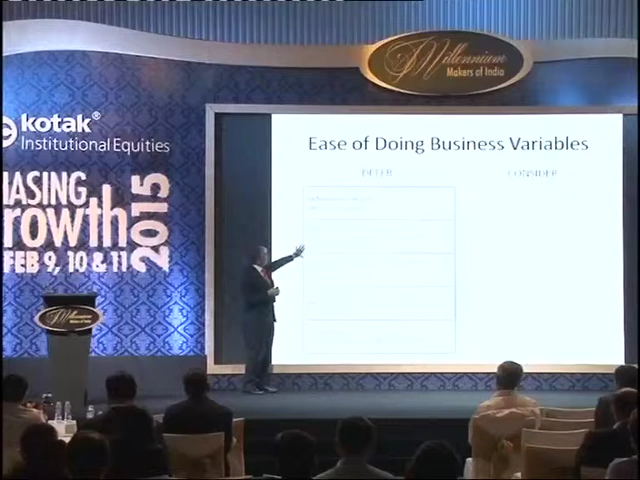 Millennium
Makers of India
kotak®
Institutional Equities
HASING
rowth
2015
FEB 9, 10 & 11
Ease of Doing Business Variables
DEFER
CONSIDER
Millennium